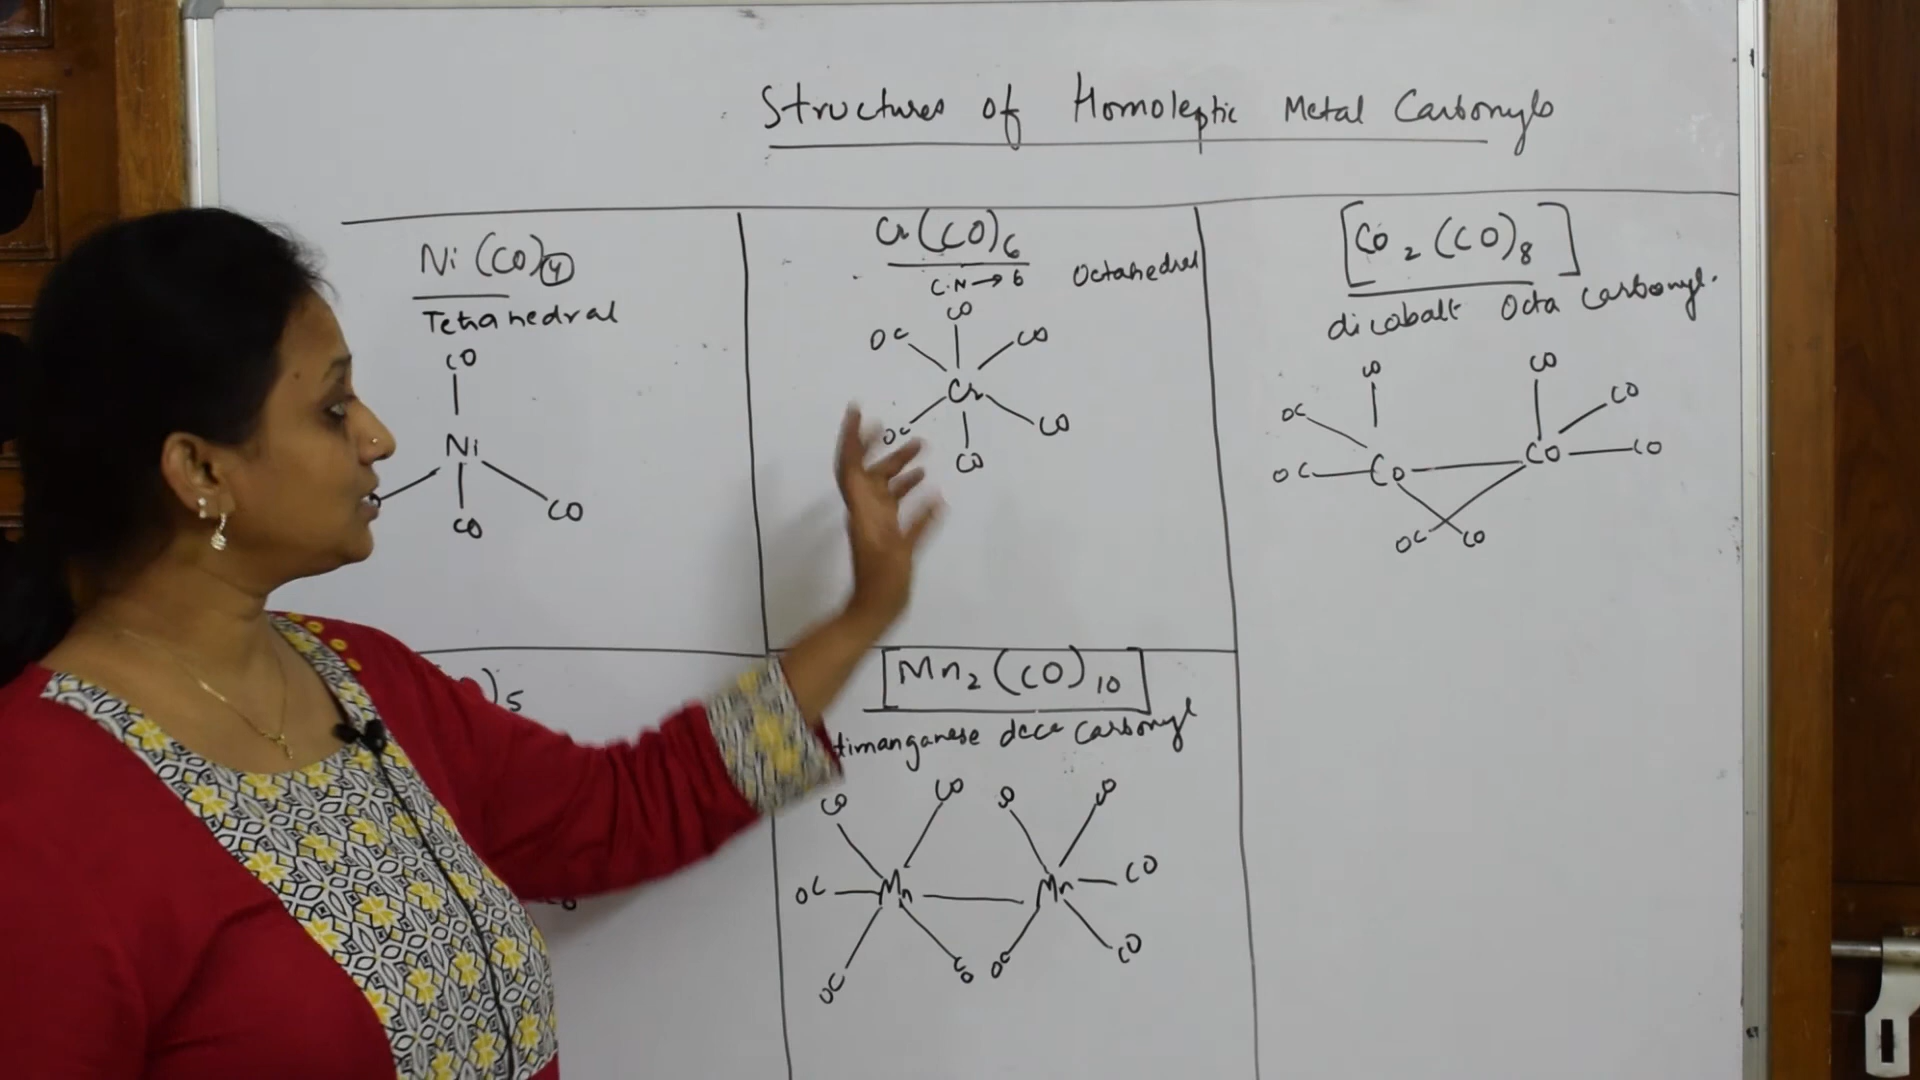 Structures of Homoleptic Metal Carbonyls
Ni(CO)4
Tetrahedral
CO
Ni
CO
CO
Cr(CO)6
C.N → 6
Octahedral
CO
OC
CO
Cr
OC
CO
CO
[Co2(CO)8]
dicobalt Octa carbonyl.
CO
CO
OC
CO
OC
Co
Co
CO
OC
CO
)5
CO
[Mn2(CO)10]
dimanganese deca carbonyl
CO
CO
CO
CO
OC
Mn
Mn
CO
OC
CO
OC
CO